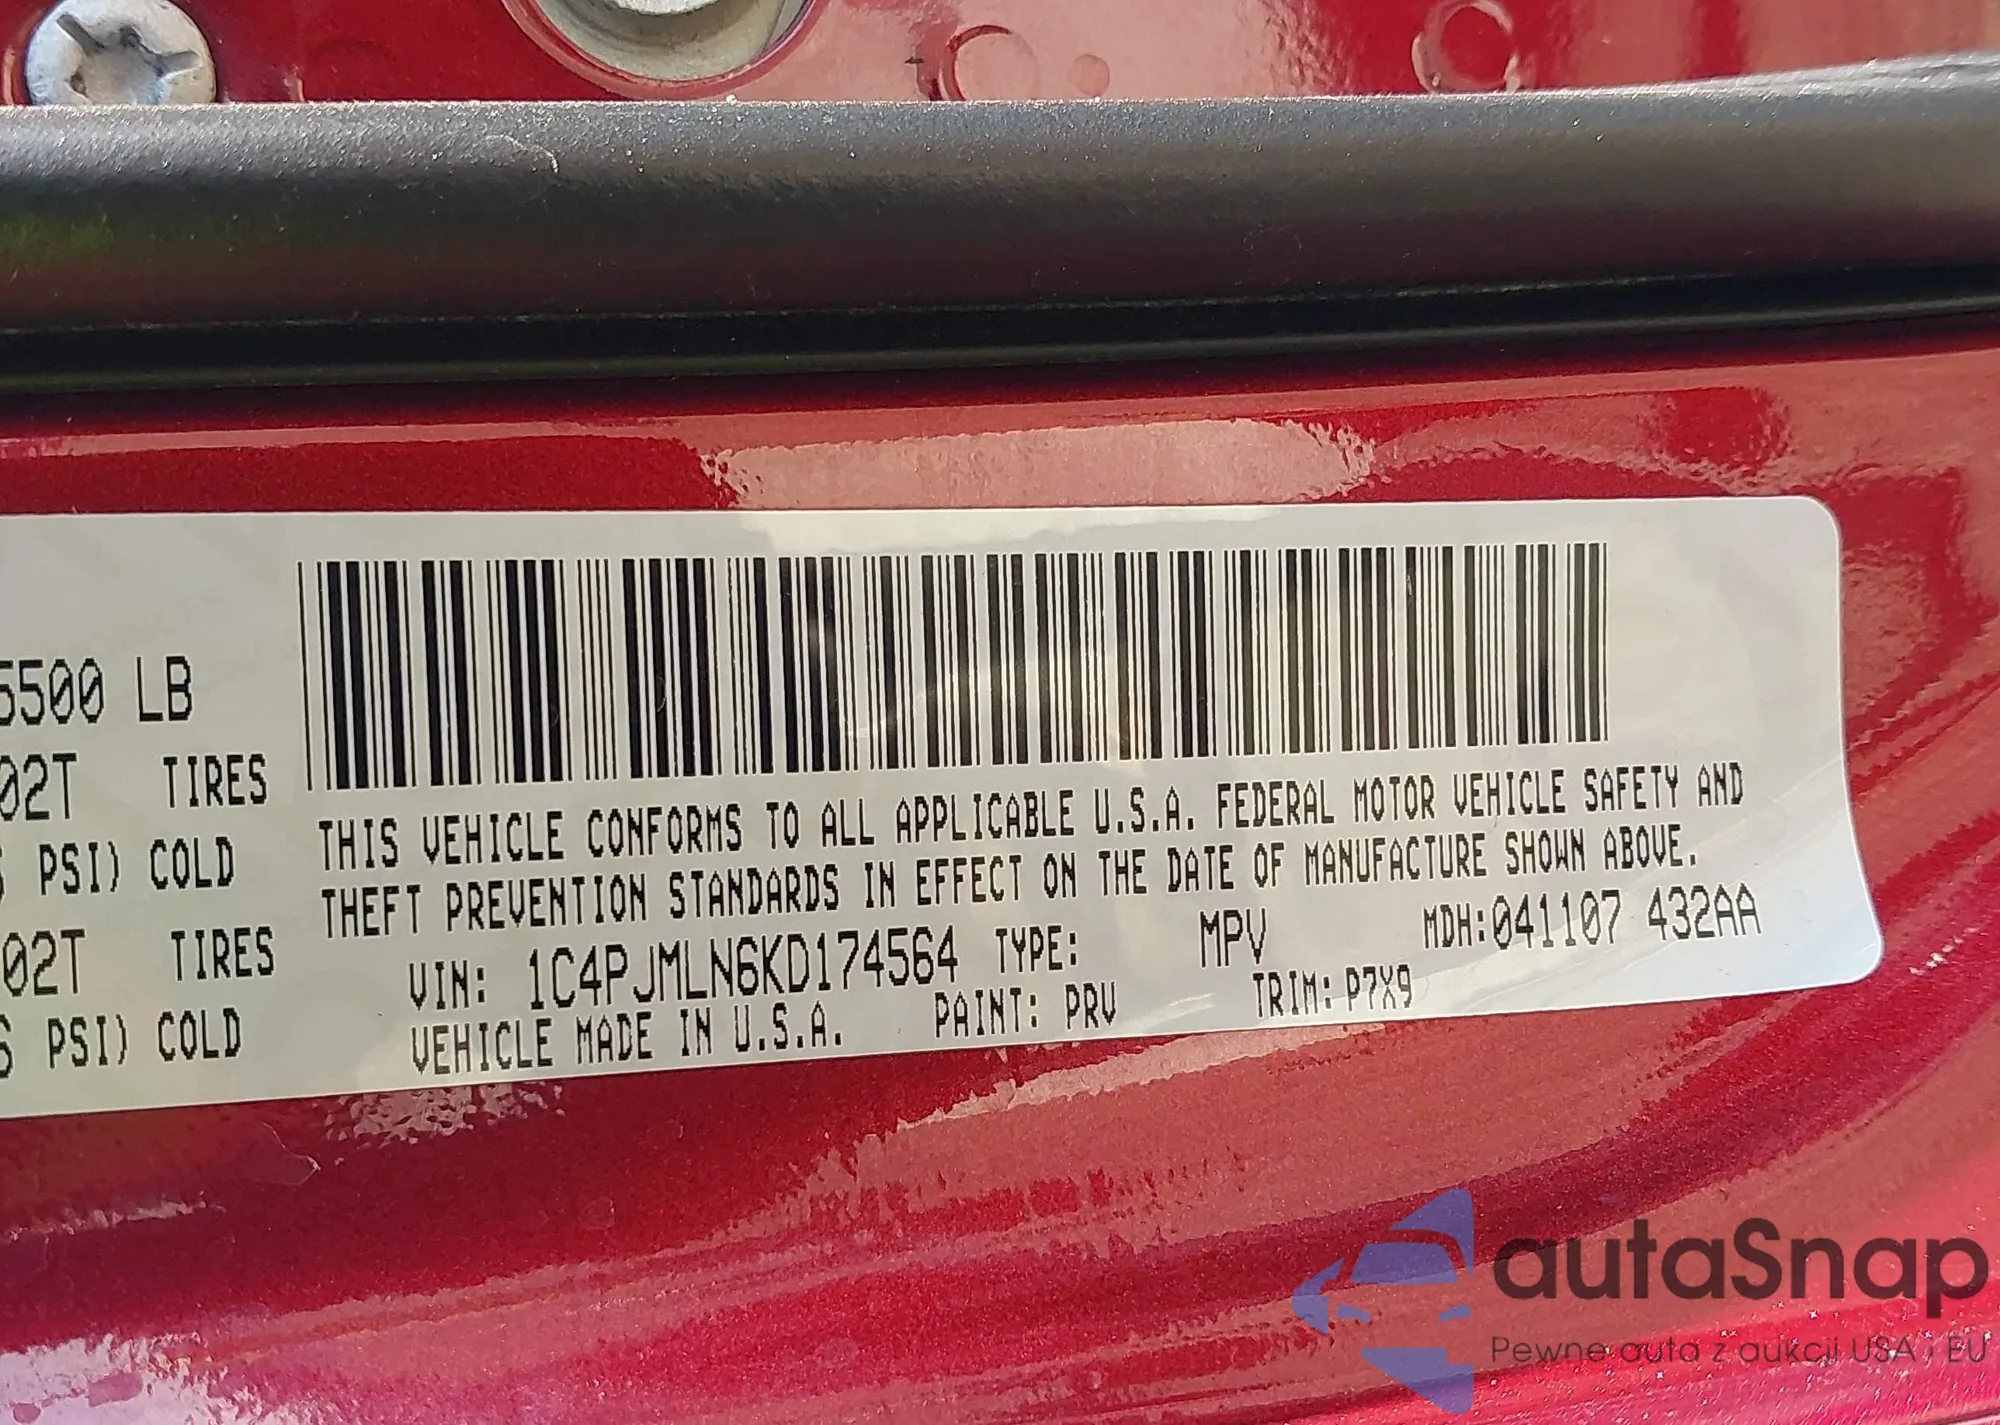 5500 LB
02T TIRES
PSI) COLD
02T TIRES
PSI) COLD
THIS VEHICLE CONFORMS TO ALL APPLICABLE U.S.A. FEDERAL MOTOR VEHICLE SAFETY AND
THEFT PREVENTION STANDARDS IN EFFECT ON THE DATE OF MANUFACTURE SHOWN ABOVE.
VIN: 1C4PJMLN6KD174564 TYPE: MPV MDH:041107 432AA
VEHICLE MADE IN U.S.A. PAINT: PRV TRIM: P7X9
autaSnap
Pewne auta z aukcji USA i EU